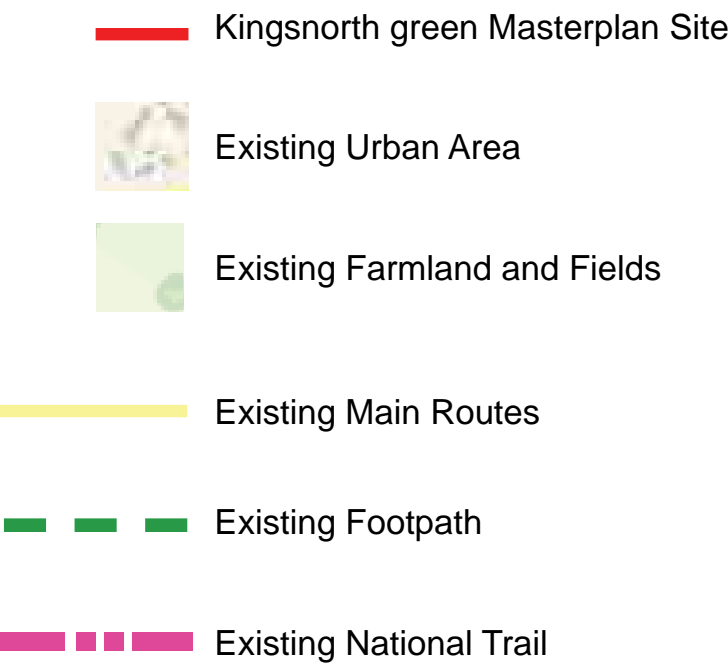 Kingsnorth green Masterplan Site
Existing Urban Area
Existing Farmland and Fields
Existing Main Routes
Existing Footpath
Existing National Trail